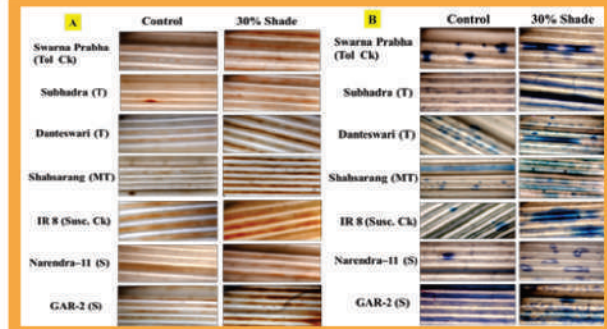 A Control 30% Shade
Swarna Prabha
(Tol Ck)
Subhadra (T)
Danteswari (T)
Shahsarang (MT)
IR 8 (Susc. Ck)
Narendra-11 (S)
GAR-2 (S)
B Control 30% Shade
Swarna Prabha
(Tol Ck)
Subhadra (T)
Danteswari (T)
Shahsarang (MT)
IR 8 (Susc. Ck)
Narendra-11 (S)
GAR-2 (S)